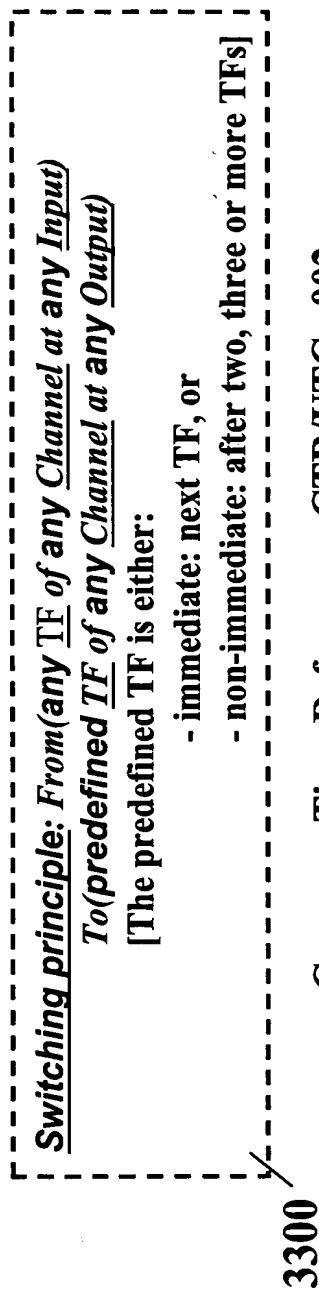 Switching principle: From(any TF of any Channel at any Input)
To(predefined TF of any Channel at any Output)
[The predefined TF is either:
- immediate: next TF, or
- non-immediate: after two, three or more TFs]
3300